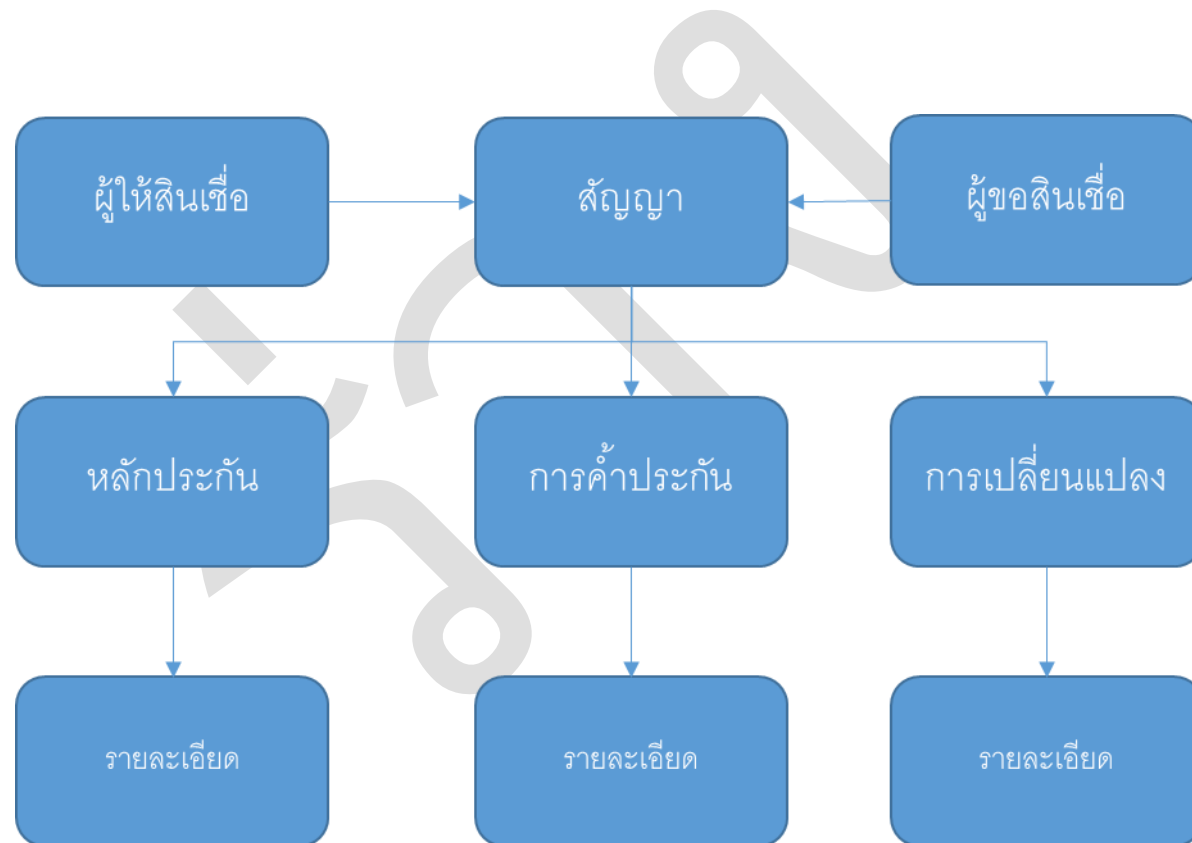 ผู้ให้สินเชื่อ
สัญญา
ผู้ขอสินเชื่อ
หลักประกัน
การค้ำประกัน
การเปลี่ยนแปลง
รายละเอียด
รายละเอียด
รายละเอียด